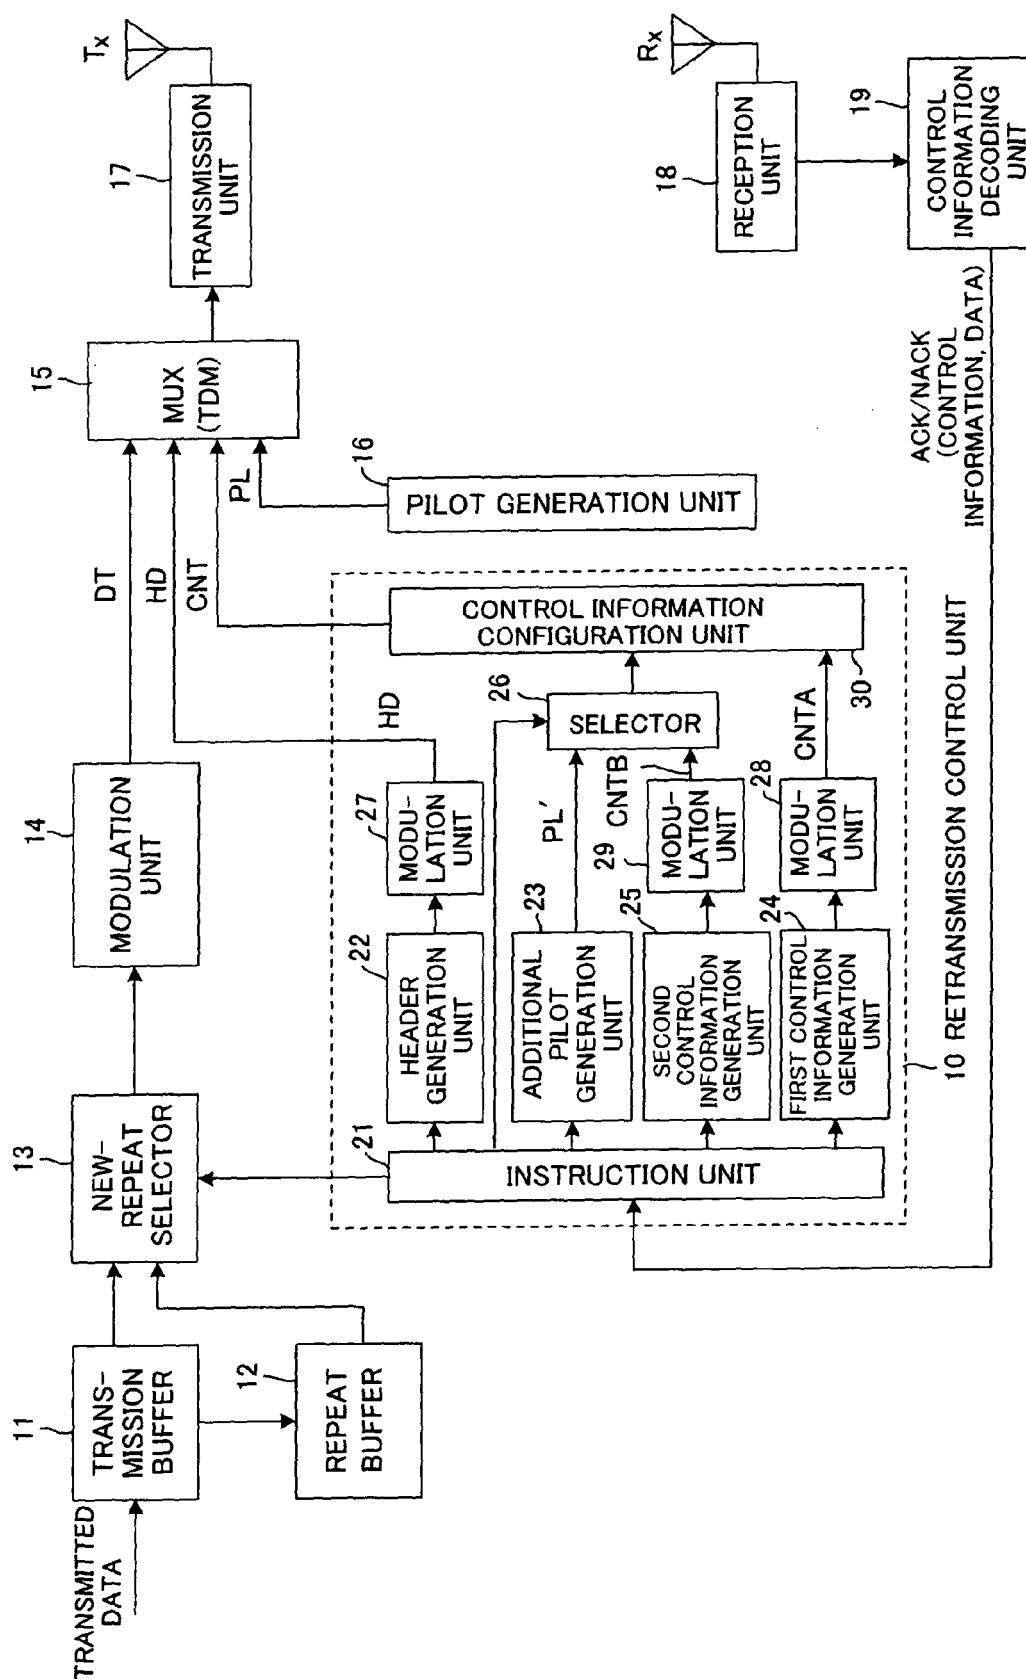 TRANSMITTED
DATA
11
TRANS-
MISSION
BUFFER
12
REPEAT
BUFFER
13
NEW-
REPEAT
SELECTOR
14
MODULATION
UNIT
DT
HD
CNT
PL
15
MUX
(TDM)
17
TRANSMISSION
UNIT
Tx
16
PILOT GENERATION UNIT
21
INSTRUCTION UNIT
22
HEADER
GENERATION
UNIT
27
MODU-
LATION
UNIT
HD
23
ADDITIONAL
PILOT
GENERATION
UNIT
PL'
26
SELECTOR
25
SECOND
CONTROL
INFORMATION
GENERATION
UNIT
29
MODU-
LATION
UNIT
CNTB
24
FIRST CONTROL
INFORMATION
GENERATION
UNIT
28
MODU-
LATION
UNIT
CNTA
CONTROL INFORMATION
CONFIGURATION UNIT
30
10 RETRANSMISSION CONTROL UNIT
Rx
18
RECEPTION
UNIT
19
CONTROL
INFORMATION
DECODING
UNIT
ACK/NACK
(CONTROL
INFORMATION, DATA)